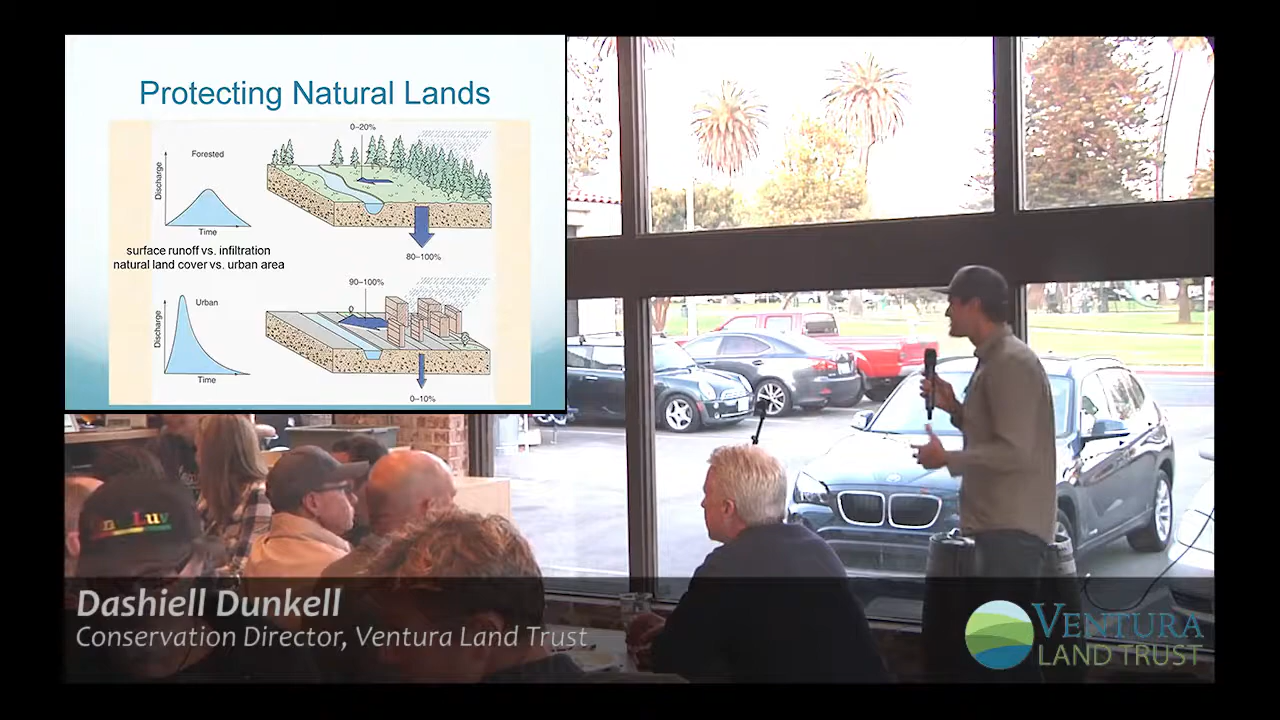 Protecting Natural Lands
0–20%
Forested
Discharge
Time
80–100%
surface runoff vs. infiltration
natural land cover vs. urban area
90–100%
Urban
Discharge
Time
0–10%
Dashiell Dunkell
Conservation Director, Ventura Land Trust
VENTURA
LAND TRUST